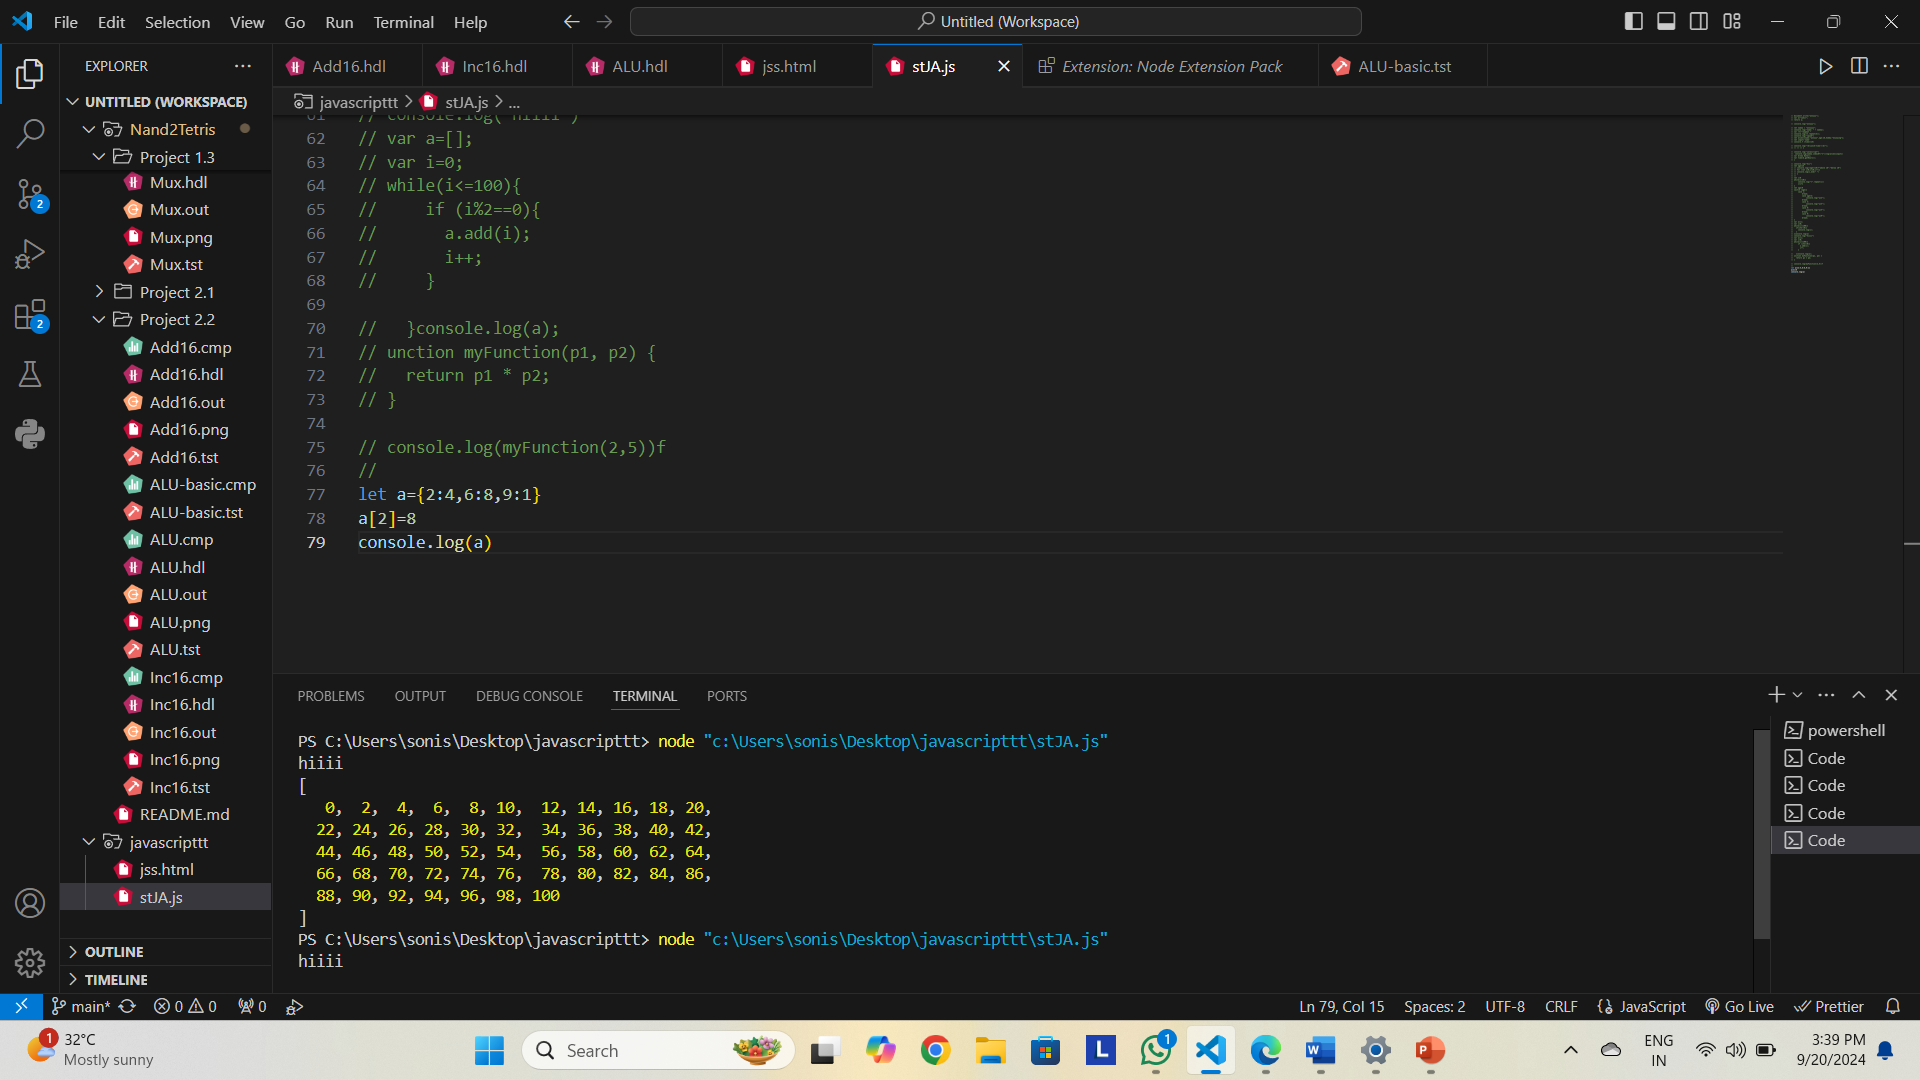 File Edit Selection View Go Run Terminal Help
Untitled (Workspace)
EXPLORER
UNTITLED (WORKSPACE)
Nand2Tetris
Project 1.3
Mux.hdl
Mux.out
Mux.png
Mux.tst
Project 2.1
Project 2.2
Add16.cmp
Add16.hdl
Add16.out
Add16.png
Add16.tst
ALU-basic.cmp
ALU-basic.tst
ALU.cmp
ALU.hdl
ALU.out
ALU.png
ALU.tst
Inc16.cmp
Inc16.hdl
Inc16.out
Inc16.png
Inc16.tst
README.md
javascripttt
jss.html
stJA.js
OUTLINE
TIMELINE
2
2
Add16.hdl Inc16.hdl ALU.hdl jss.html stJA.js Extension: Node Extension Pack ALU-basic.tst
javascripttt > stJA.js > ...
61 // console.log("hiiii")
62 // var a=[];
63 // var i=0;
64 // while(i<=100){
65 //     if (i%2==0){
66 //       a.add(i);
67 //       i++;
68 //     }
69
70 //   }console.log(a);
71 // unction myFunction(p1, p2) {
72 //   return p1 * p2;
73 // }
74
75 // console.log(myFunction(2,5))f
76 //
77 let a={2:4,6:8,9:1}
78 a[2]=8
79 console.log(a)
PROBLEMS OUTPUT DEBUG CONSOLE TERMINAL PORTS
PS C:\Users\sonis\Desktop\javascripttt> node "c:\Users\sonis\Desktop\javascripttt\stJA.js"
hiiii
[
0, 2, 4, 6, 8, 10, 12, 14, 16, 18, 20,
22, 24, 26, 28, 30, 32, 34, 36, 38, 40, 42,
44, 46, 48, 50, 52, 54, 56, 58, 60, 62, 64,
66, 68, 70, 72, 74, 76, 78, 80, 82, 84, 86,
88, 90, 92, 94, 96, 98, 100
]
PS C:\Users\sonis\Desktop\javascripttt> node "c:\Users\sonis\Desktop\javascripttt\stJA.js"
hiiii
powershell
Code
Code
Code
Code
main* 0 0 0
Ln 79, Col 15 Spaces: 2 UTF-8 CRLF {} JavaScript Go Live Prettier
1
32°C
Mostly sunny
Search
L
1
W
P
ENG
IN
3:39 PM
9/20/2024